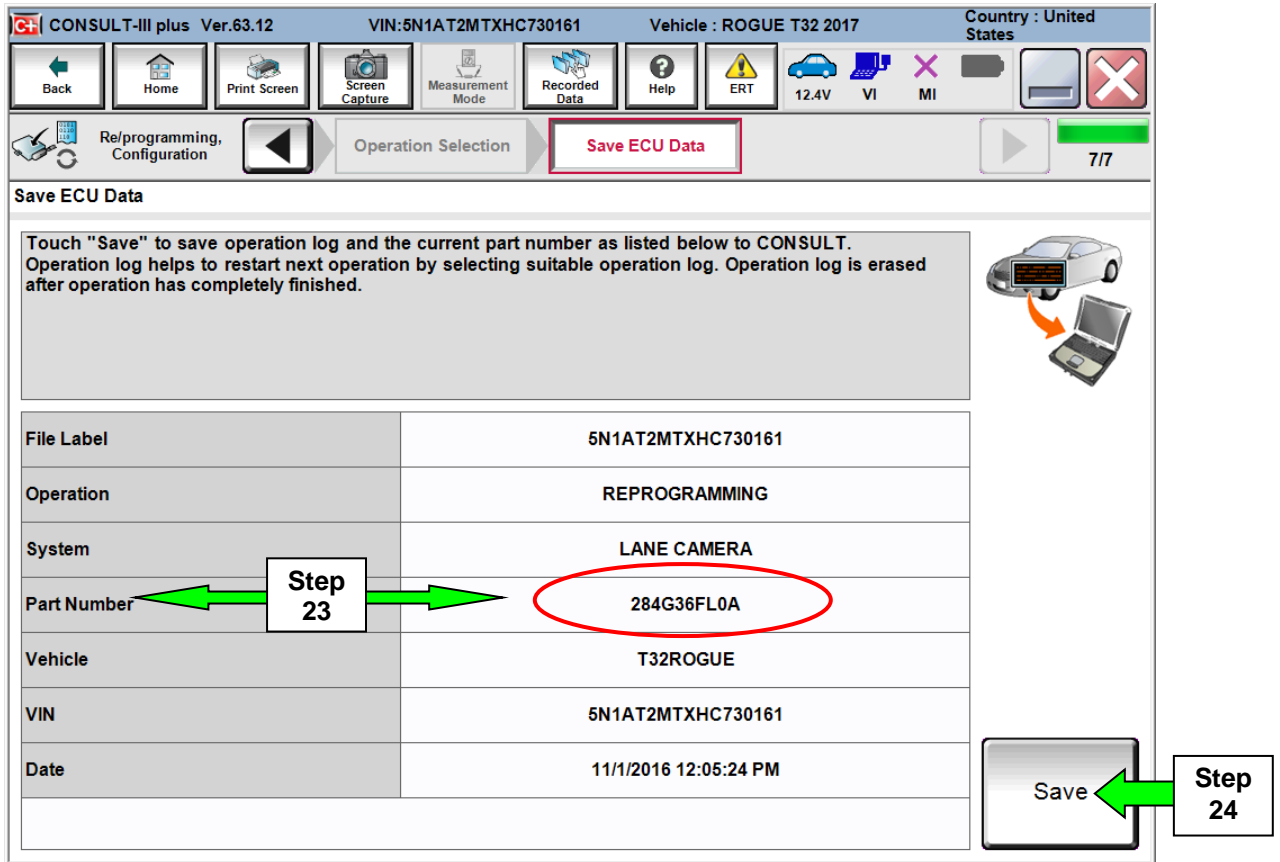 CONSULT-III plus Ver.63.12 VIN:5N1AT2MTXHC730161 Vehicle : ROGUE T32 2017 Country : United
States
Back
Home
Print Screen
Screen
Capture
Measurement
Mode
Recorded
Data
Help
ERT
12.4V
VI
MI
Re/programming,
Configuration
Operation Selection
Save ECU Data
7/7
Save ECU Data
Touch "Save" to save operation log and the current part number as listed below to CONSULT.
Operation log helps to restart next operation by selecting suitable operation log. Operation log is erased
after operation has completely finished.
File Label 5N1AT2MTXHC730161
Operation REPROGRAMMING
System LANE CAMERA
Part Number 284G36FL0A
Step
23
Vehicle T32ROGUE
VIN 5N1AT2MTXHC730161
Date 11/1/2016 12:05:24 PM
Save
Step
24